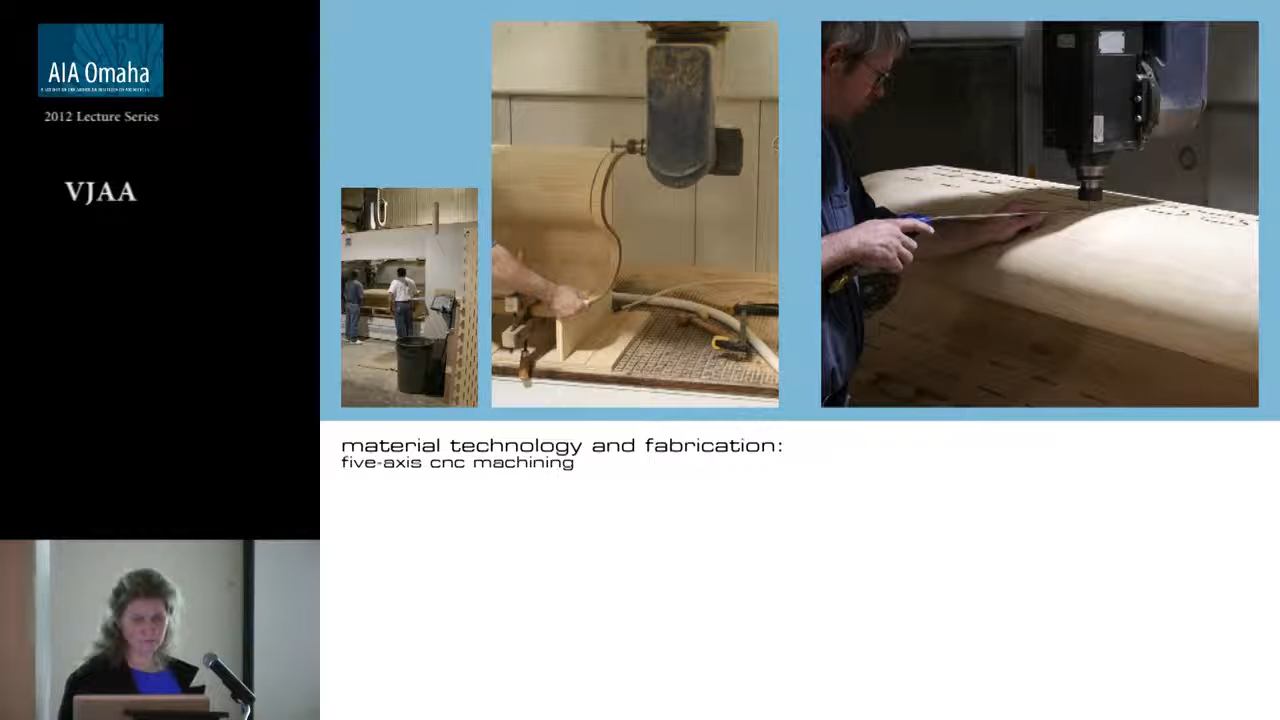 AIA Omaha
2012 Lecture Series
VJAA
material technology and fabrication:
five-axis cnc machining